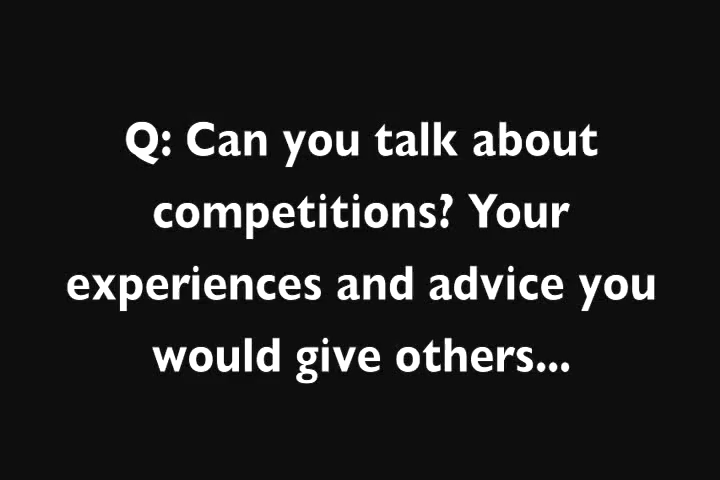 Q: Can you talk about
competitions? Your
experiences and advice you
would give others...